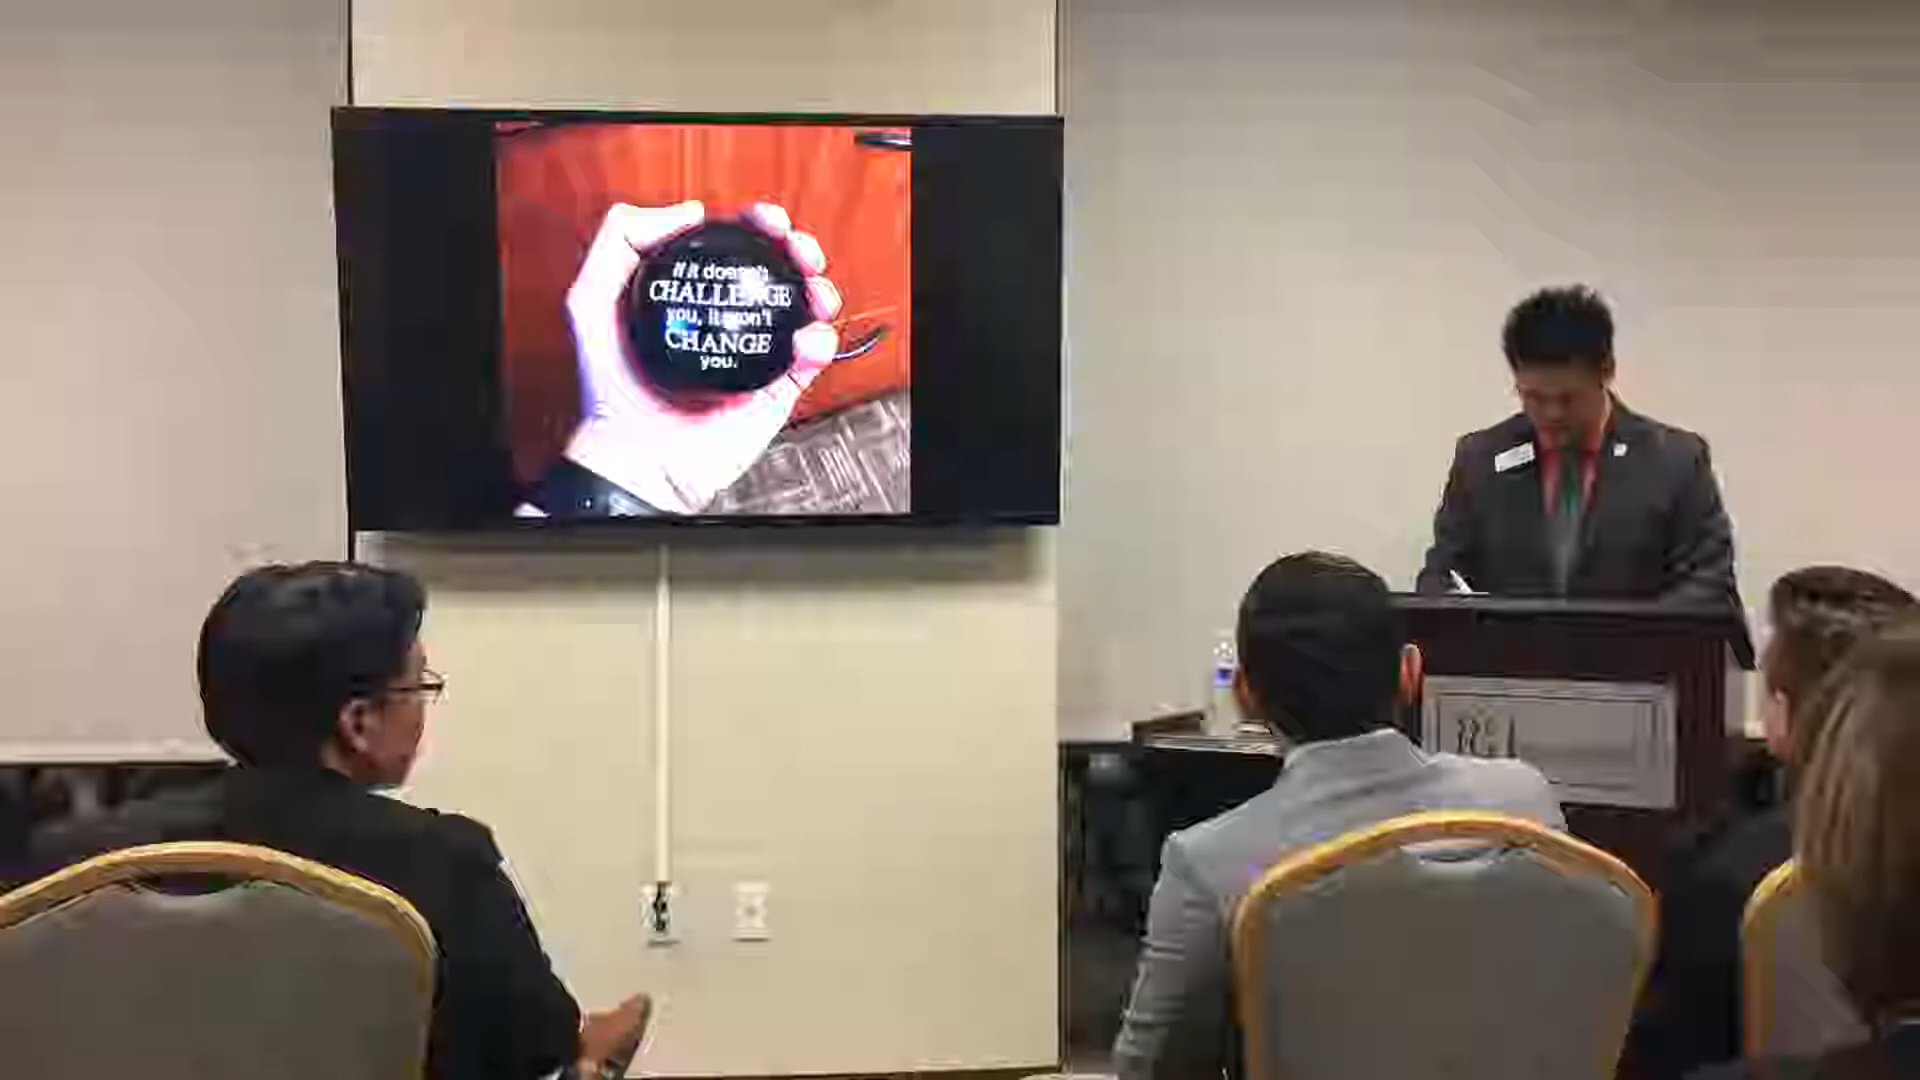 If it doesn't
CHALLENGE
you, it won't
CHANGE
you.